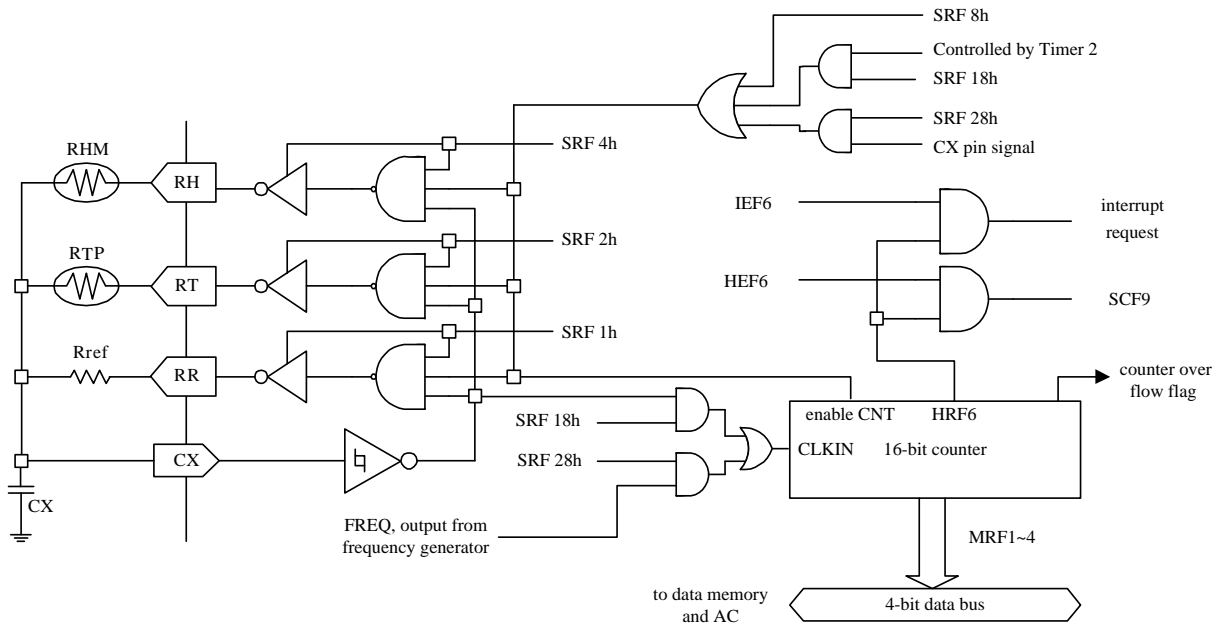 SRF 8h
Controlled by Timer 2
SRF 18h
SRF 28h
CX pin signal
SRF 4h
RHM
RH
IEF6
interrupt
request
SRF 2h
RTP
RT
HEF6
SCF9
SRF 1h
Rref
RR
counter over
flow flag
enable CNT
HRF6
SRF 18h
CX
CLKIN
16-bit counter
SRF 28h
CX
FREQ, output from
frequency generator
MRF1~4
to data memory
and AC
4-bit data bus